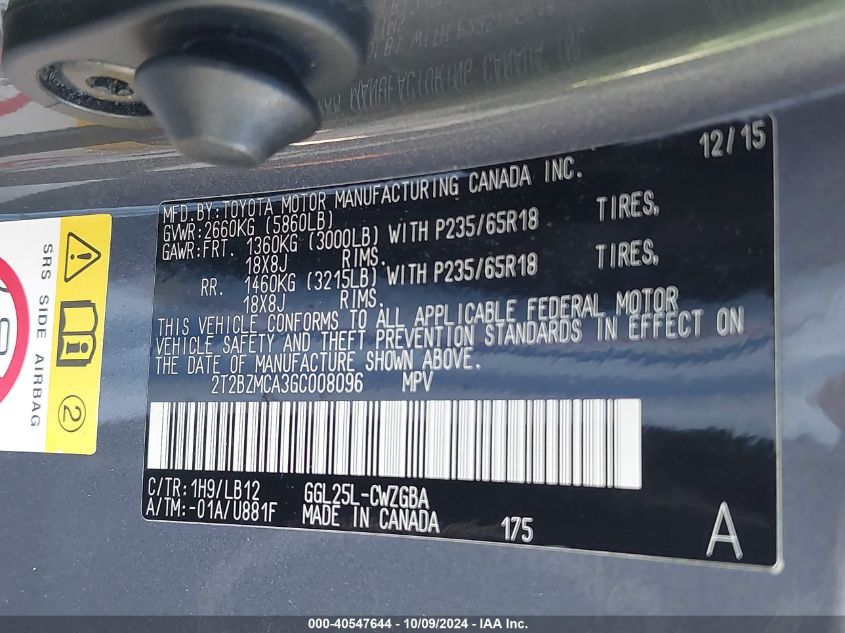 12/15
MFD.BY:TOYOTA MOTOR MANUFACTURING CANADA INC.
GVWR:2660KG (5860LB)
GAWR:FRT. 1360KG (3000LB) WITH P235/65R18 TIRES,
18X8J RIMS.
RR. 1460KG (3215LB) WITH P235/65R18 TIRES,
18X8J RIMS.
THIS VEHICLE CONFORMS TO ALL APPLICABLE FEDERAL MOTOR
VEHICLE SAFETY AND THEFT PREVENTION STANDARDS IN EFFECT ON
THE DATE OF MANUFACTURE SHOWN ABOVE.
2T2BZMCA3GC008096 MPV
C/TR:1H9/LB12 GGL25L-CWZGBA
A/TM:-01A/U881F MADE IN CANADA 175 A
SRS SIDE AIRBAG
2
000-40547644 - 10/09/2024 - IAA Inc.